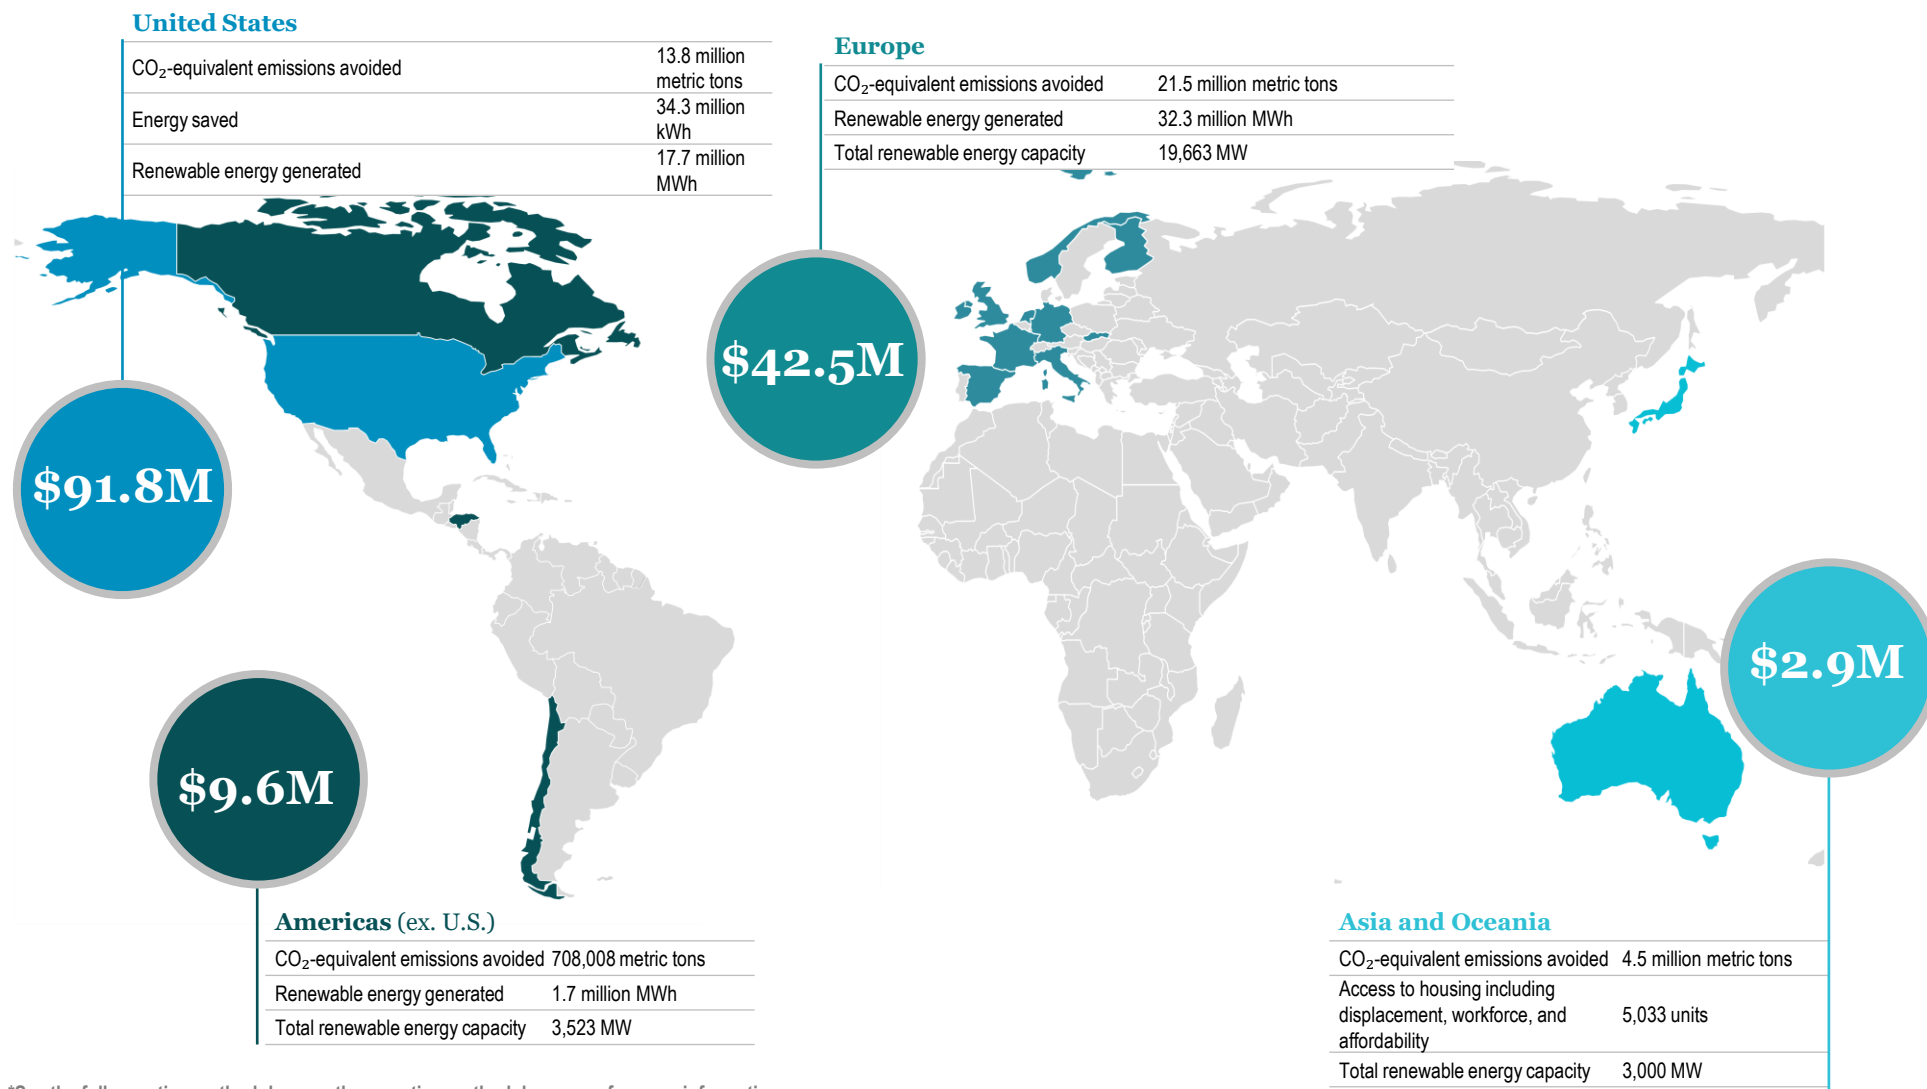 United States
CO₂-equivalent emissions avoided 13.8 million metric tons
Energy saved 34.3 million kWh
Renewable energy generated 17.7 million MWh
Europe
CO₂-equivalent emissions avoided 21.5 million metric tons
Renewable energy generated 32.3 million MWh
Total renewable energy capacity 19,663 MW
$42.5M
$91.8M
$2.9M
$9.6M
Americas (ex. U.S.)
CO₂-equivalent emissions avoided 708,008 metric tons
Renewable energy generated 1.7 million MWh
Total renewable energy capacity 3,523 MW
Asia and Oceania
CO₂-equivalent emissions avoided 4.5 million metric tons
Access to housing including displacement, workforce, and affordability 5,033 units
Total renewable energy capacity 3,000 MW